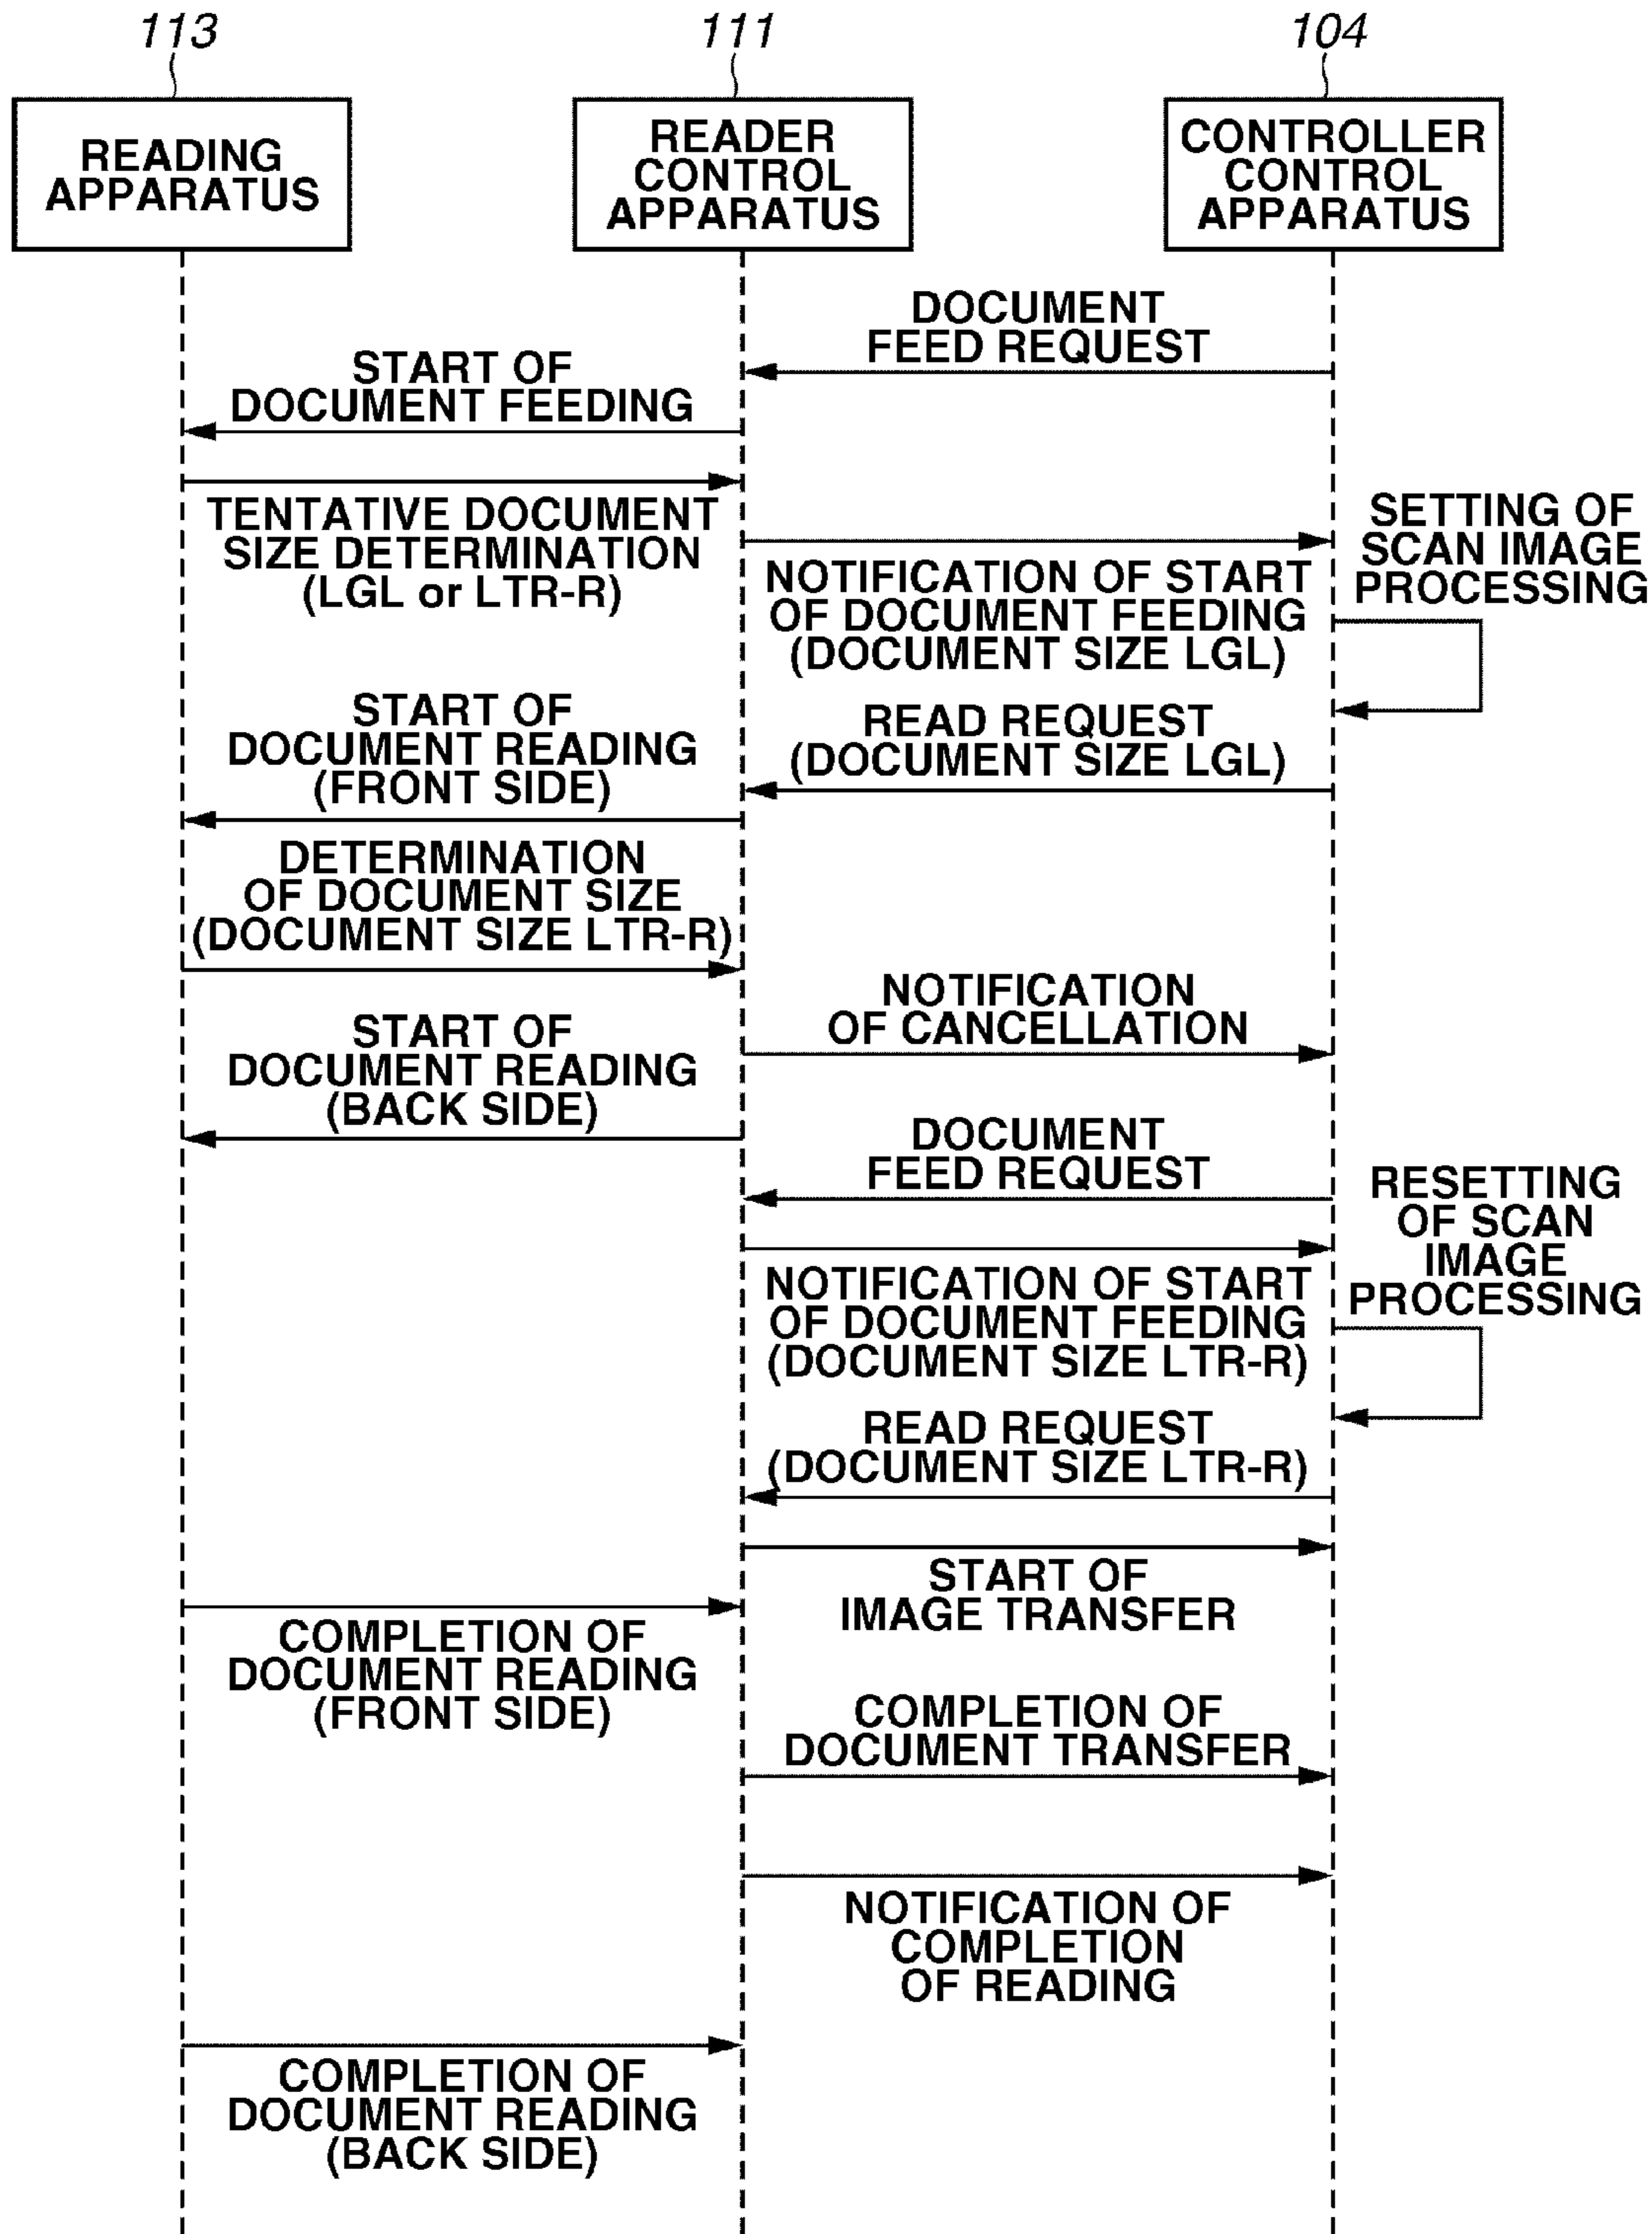 113
111
104
READING
APPARATUS
READER
CONTROL
APPARATUS
CONTROLLER
CONTROL
APPARATUS
DOCUMENT
FEED REQUEST
START OF
DOCUMENT FEEDING
TENTATIVE DOCUMENT
SIZE DETERMINATION
(LGL or LTR-R)
NOTIFICATION OF START
OF DOCUMENT FEEDING
(DOCUMENT SIZE LGL)
SETTING OF
SCAN IMAGE
PROCESSING
READ REQUEST
(DOCUMENT SIZE LGL)
START OF
DOCUMENT READING
(FRONT SIDE)
DETERMINATION
OF DOCUMENT SIZE
(DOCUMENT SIZE LTR-R)
NOTIFICATION
OF CANCELLATION
START OF
DOCUMENT READING
(BACK SIDE)
DOCUMENT
FEED REQUEST
NOTIFICATION OF START
OF DOCUMENT FEEDING
(DOCUMENT SIZE LTR-R)
RESETTING
OF SCAN
IMAGE
PROCESSING
READ REQUEST
(DOCUMENT SIZE LTR-R)
START OF
IMAGE TRANSFER
COMPLETION OF
DOCUMENT READING
(FRONT SIDE)
COMPLETION OF
DOCUMENT TRANSFER
NOTIFICATION OF
COMPLETION
OF READING
COMPLETION OF
DOCUMENT READING
(BACK SIDE)